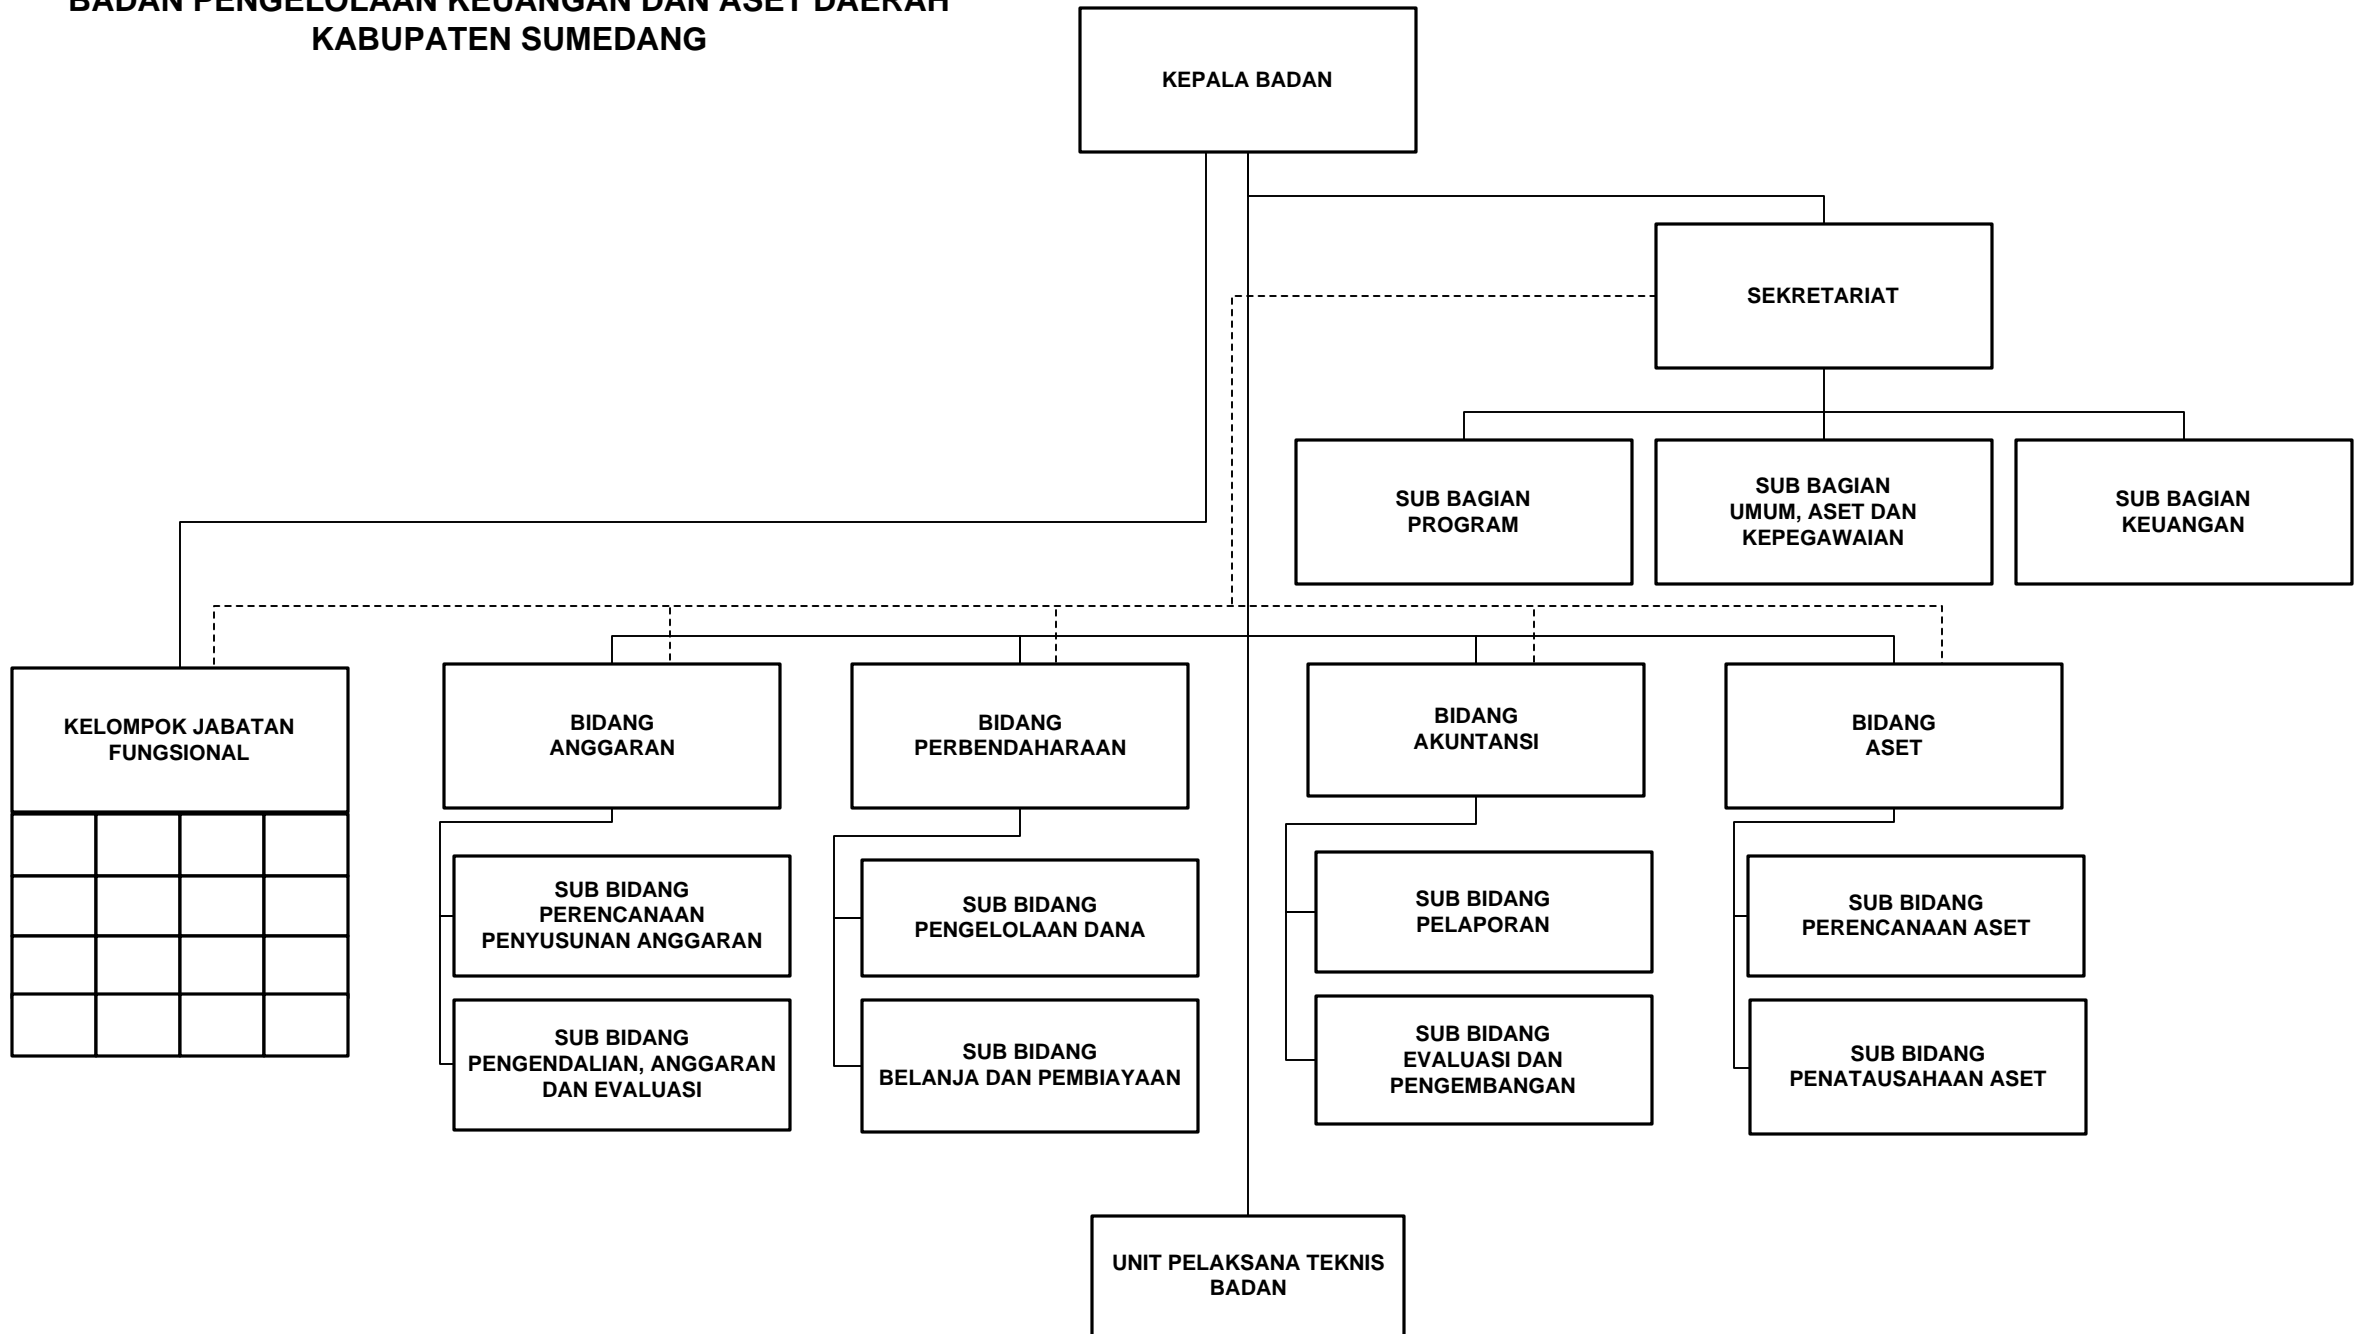 BADAN PENGELOLAAN KEUANGAN DAN ASET DAERAH
KABUPATEN SUMEDANG
KEPALA BADAN
SEKRETARIAT
SUB BAGIAN
PROGRAM
SUB BAGIAN
UMUM, ASET DAN
KEPEGAWAIAN
SUB BAGIAN
KEUANGAN
KELOMPOK JABATAN
FUNGSIONAL
BIDANG
ANGGARAN
BIDANG
PERBENDAHARAAN
BIDANG
AKUNTANSI
BIDANG
ASET
SUB BIDANG
PERENCANAAN
PENYUSUNAN ANGGARAN
SUB BIDANG
PENGELOLAAN DANA
SUB BIDANG
PELAPORAN
SUB BIDANG
PERENCANAAN ASET
SUB BIDANG
PENGENDALIAN, ANGGARAN
DAN EVALUASI
SUB BIDANG
BELANJA DAN PEMBIAYAAN
SUB BIDANG
EVALUASI DAN
PENGEMBANGAN
SUB BIDANG
PENATAUSAHAAN ASET
UNIT PELAKSANA TEKNIS
BADAN